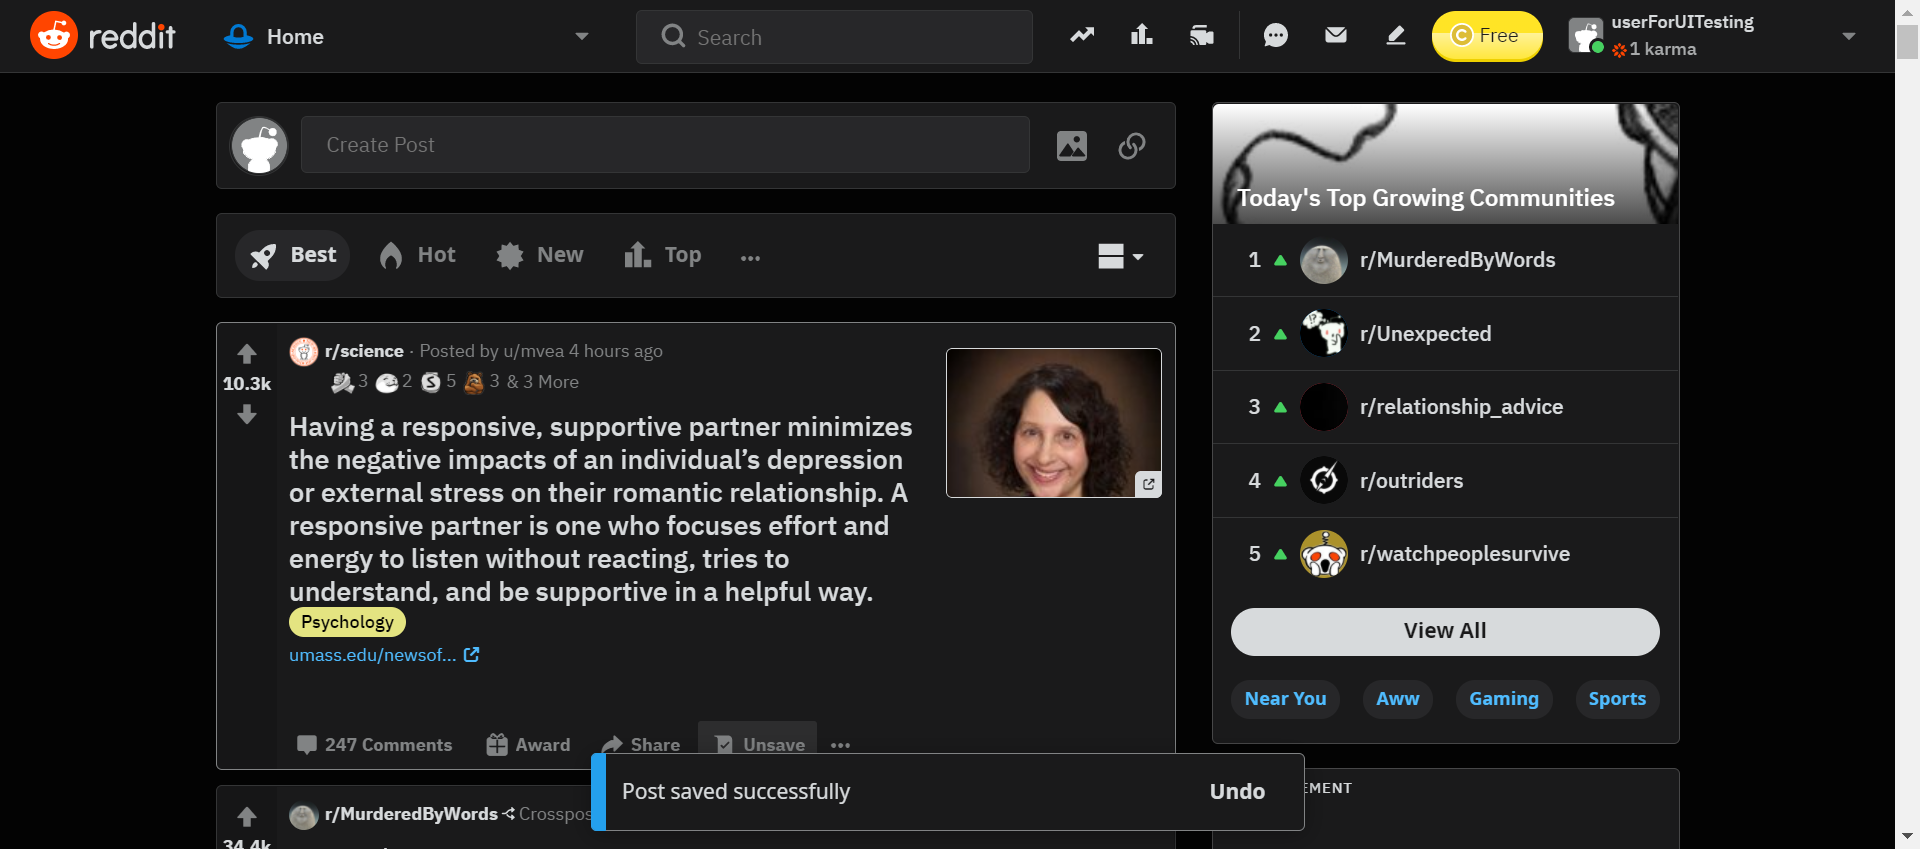 reddit
Home
Search
Free
userForUITesting
1 karma
Create Post
Best
Hot
New
Top
r/science · Posted by u/mvea 4 hours ago
3 2 5 3 & 3 More
10.3k
Having a responsive, supportive partner minimizes
the negative impacts of an individual’s depression
or external stress on their romantic relationship. A
responsive partner is one who focuses effort and
energy to listen without reacting, tries to
understand, and be supportive in a helpful way.
Psychology
umass.edu/newsof...
247 Comments
Award
Share
Unsave
r/MurderedByWords
34.4k
Post saved successfully
Undo
Today's Top Growing Communities
1 r/MurderedByWords
2 r/Unexpected
3 r/relationship_advice
4 r/outriders
5 r/watchpeoplesurvive
View All
Near You
Aww
Gaming
Sports